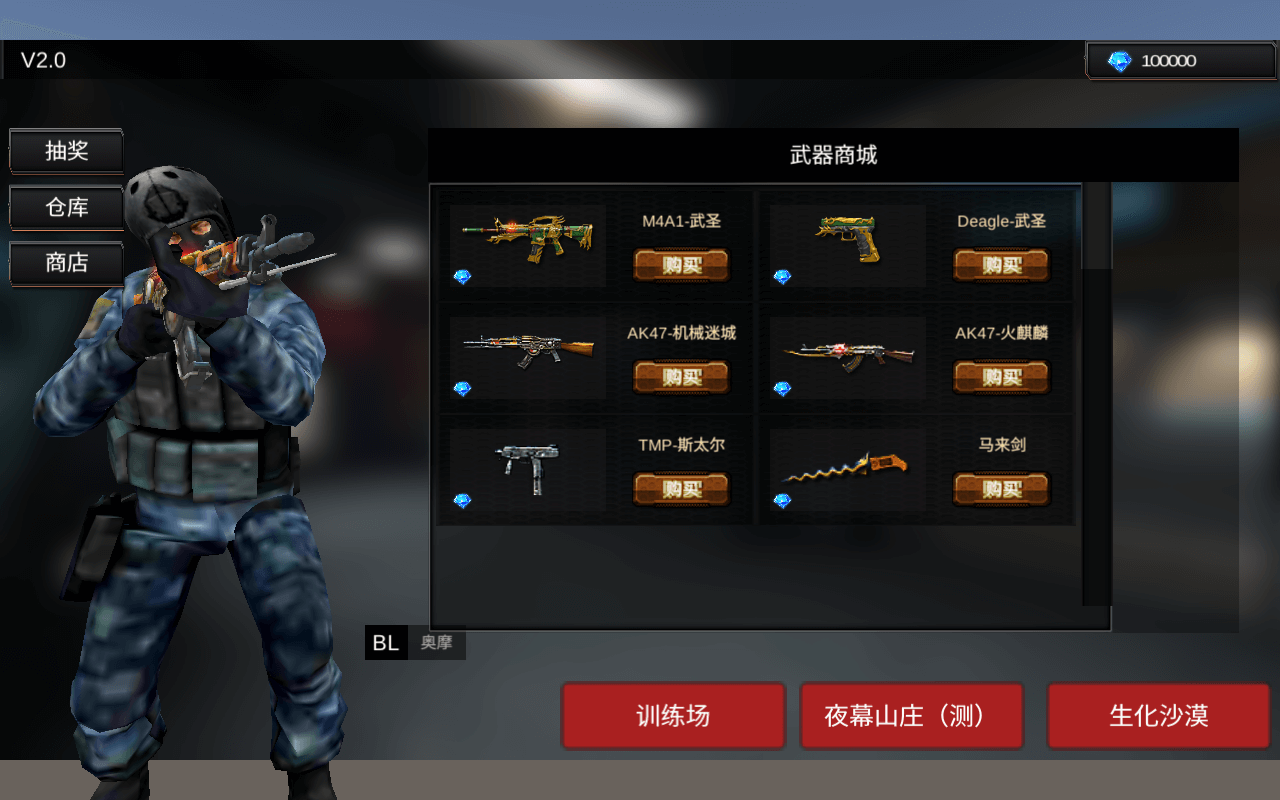 V2.0
100000
抽奖
仓库
商店
武器商城
M4A1-武圣
购买
Deagle-武圣
购买
AK47-机械迷城
购买
AK47-火麒麟
购买
TMP-斯太尔
购买
马来剑
购买
BL 奥摩
训练场
夜幕山庄（测）
生化沙漠